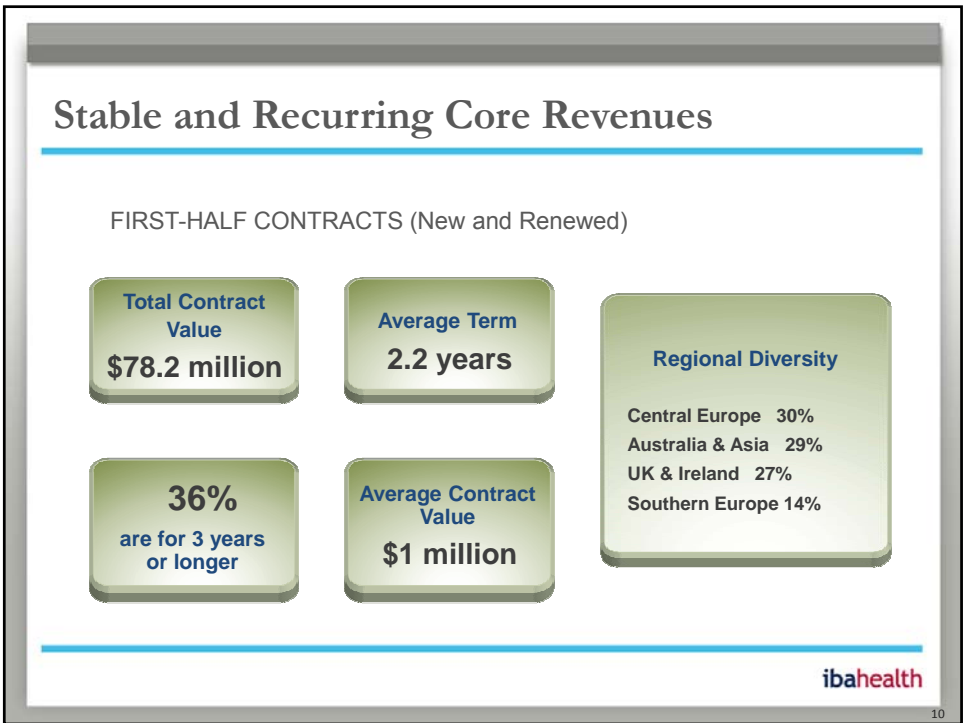 Stable and Recurring Core Revenues
FIRST-HALF CONTRACTS (New and Renewed)
Total Contract
Value
$78.2 million
Average Term
2.2 years
36%
are for 3 years
or longer
Average Contract
Value
$1 million
Regional Diversity
Central Europe 30%
Australia & Asia 29%
UK & Ireland 27%
Southern Europe 14%
ibahealth
10